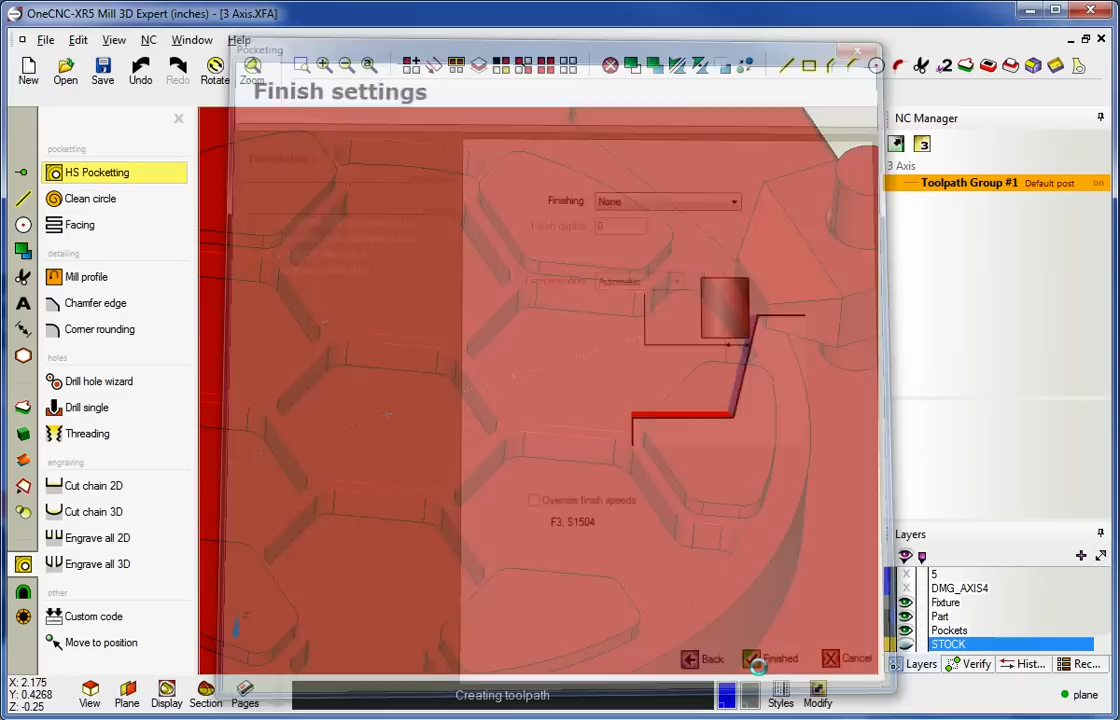 OneCNC-XR5 Mill 3D Expert (inches) - [3 Axis.XFA]
File Edit View NC Window Help
New Open Save Undo Redo Rotate Zoom
Pocketing
Finish settings
pocketting
HS Pocketting
Clean circle
Facing
detailing
Mill profile
Chamfer edge
Corner rounding
holes
Drill hole wizard
Drill single
Threading
engraving
Cut chain 2D
Cut chain 3D
Engrave all 2D
Engrave all 3D
other
Custom code
Move to position
Finishing None
Finish depths 0
Automatic
Override finish speeds
F3, S1504
Back Finished Cancel
NC Manager
3 Axis
Toolpath Group #1 Default post on
Layers
5
DMG_AXIS4
Fixture
Part
Pockets
STOCK
Layers Verify Hist... Rec...
X: 2.175
Y: 0.4268
Z: -0.25
View Plane Display Section Pages
Creating toolpath
Styles Modify
plane